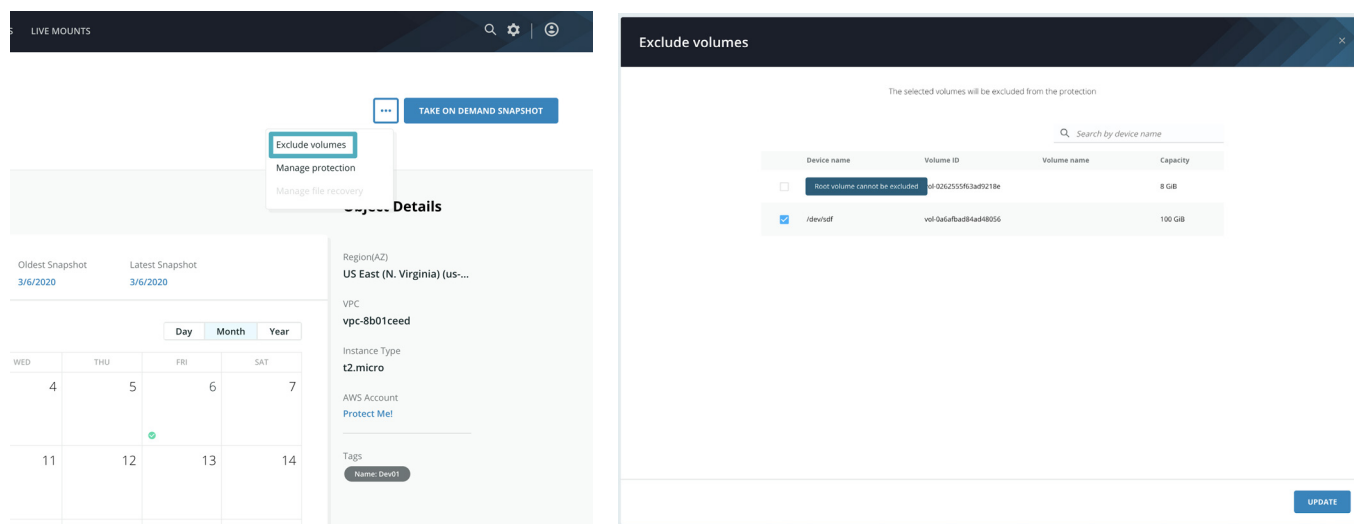 S LIVE MOUNTS
... TAKE ON DEMAND SNAPSHOT
Exclude volumes
Manage protection
Manage file recovery
Object Details
Oldest Snapshot Latest Snapshot
3/6/2020 3/6/2020
Region(AZ)
US East (N. Virginia) (us-...
VPC
vpc-8b01ceed
Day Month Year
Instance Type
t2.micro
WED THU FRI SAT
4 5 6 7
AWS Account
Protect Me!
11 12 13 14
Tags
Name: Dev01
Exclude volumes
The selected volumes will be excluded from the protection
Search by device name
Device name Volume ID Volume name Capacity
Root volume cannot be excluded vol-0262555f63ad9218e 8 GiB
/dev/sdf vol-0a6afbad84ad48056 100 GiB
UPDATE